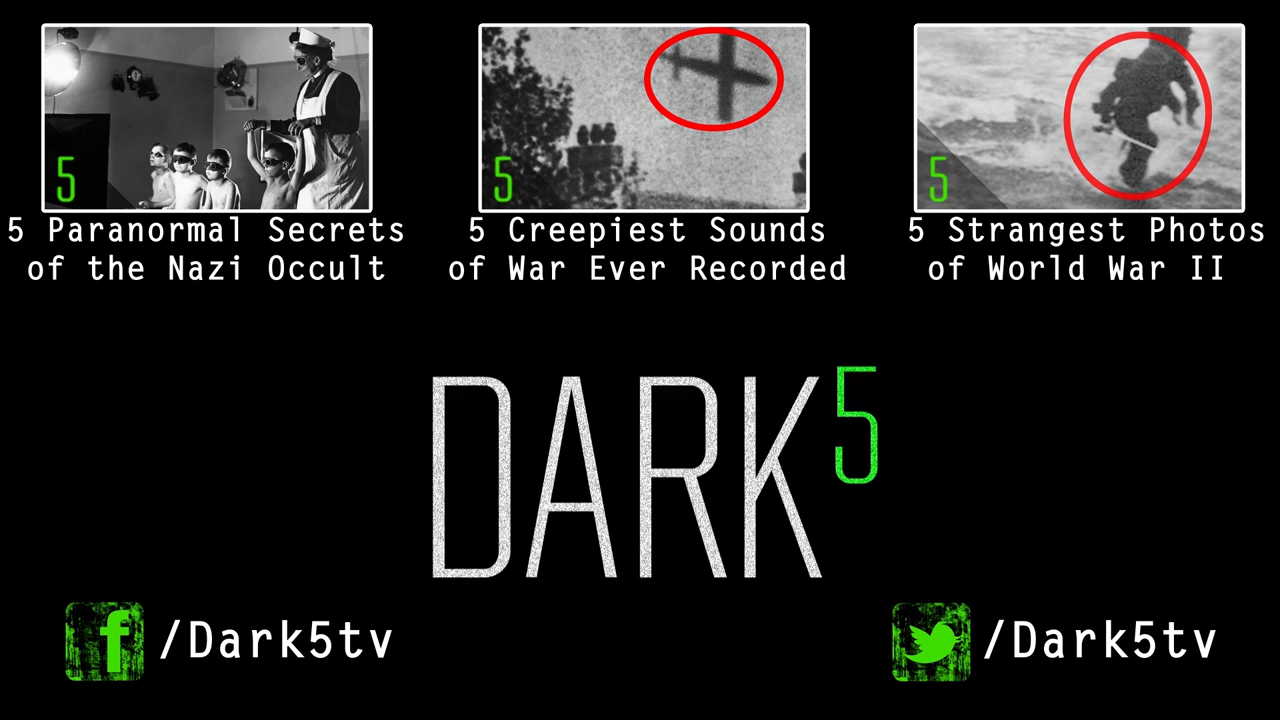 5
5
5
5 Paranormal Secrets
of the Nazi Occult
5 Creepiest Sounds
of War Ever Recorded
5 Strangest Photos
of World War II
DARK5
f /Dark5tv
/Dark5tv